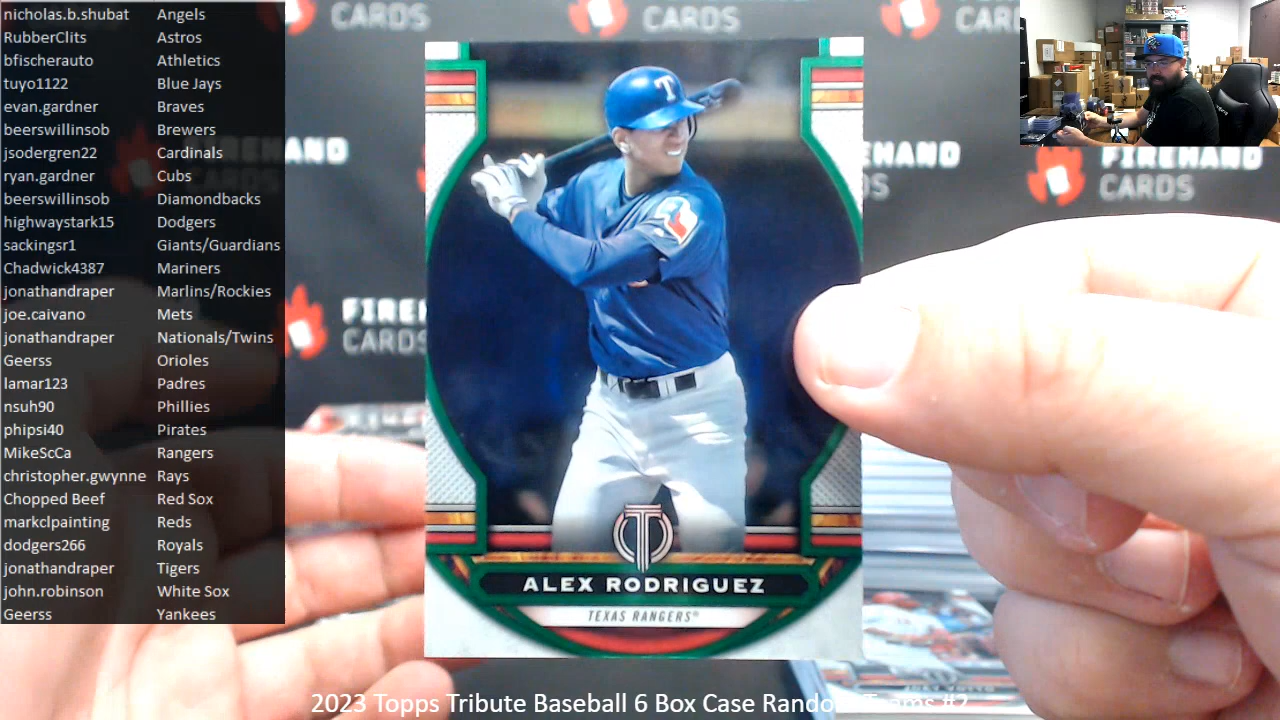 nicholas.b.shubat Angels
RubberClits Astros
bfischerauto Athletics
tuyo1122 Blue Jays
evan.gardner Braves
beerswillinsob Brewers
jsodergren22 Cardinals
ryan.gardner Cubs
beerswillinsob Diamondbacks
highwaystark15 Dodgers
sackingsr1 Giants/Guardians
Chadwick4387 Mariners
jonathandraper Marlins/Rockies
joe.caivano Mets
jonathandraper Nationals/Twins
Geerss Orioles
lamar123 Padres
nsuh90 Phillies
phipsi40 Pirates
MikeScCa Rangers
christopher.gwynne Rays
Chopped Beef Red Sox
markclpainting Reds
dodgers266 Royals
jonathandraper Tigers
john.robinson White Sox
Geerss Yankees
CARDS
CARDS
CARDS
FIREHAND
CARDS
FIREHAND
CARDS
T
ALEX RODRIGUEZ
TEXAS RANGERS®
2023 Topps Tribute Baseball 6 Box Case Random Teams #2